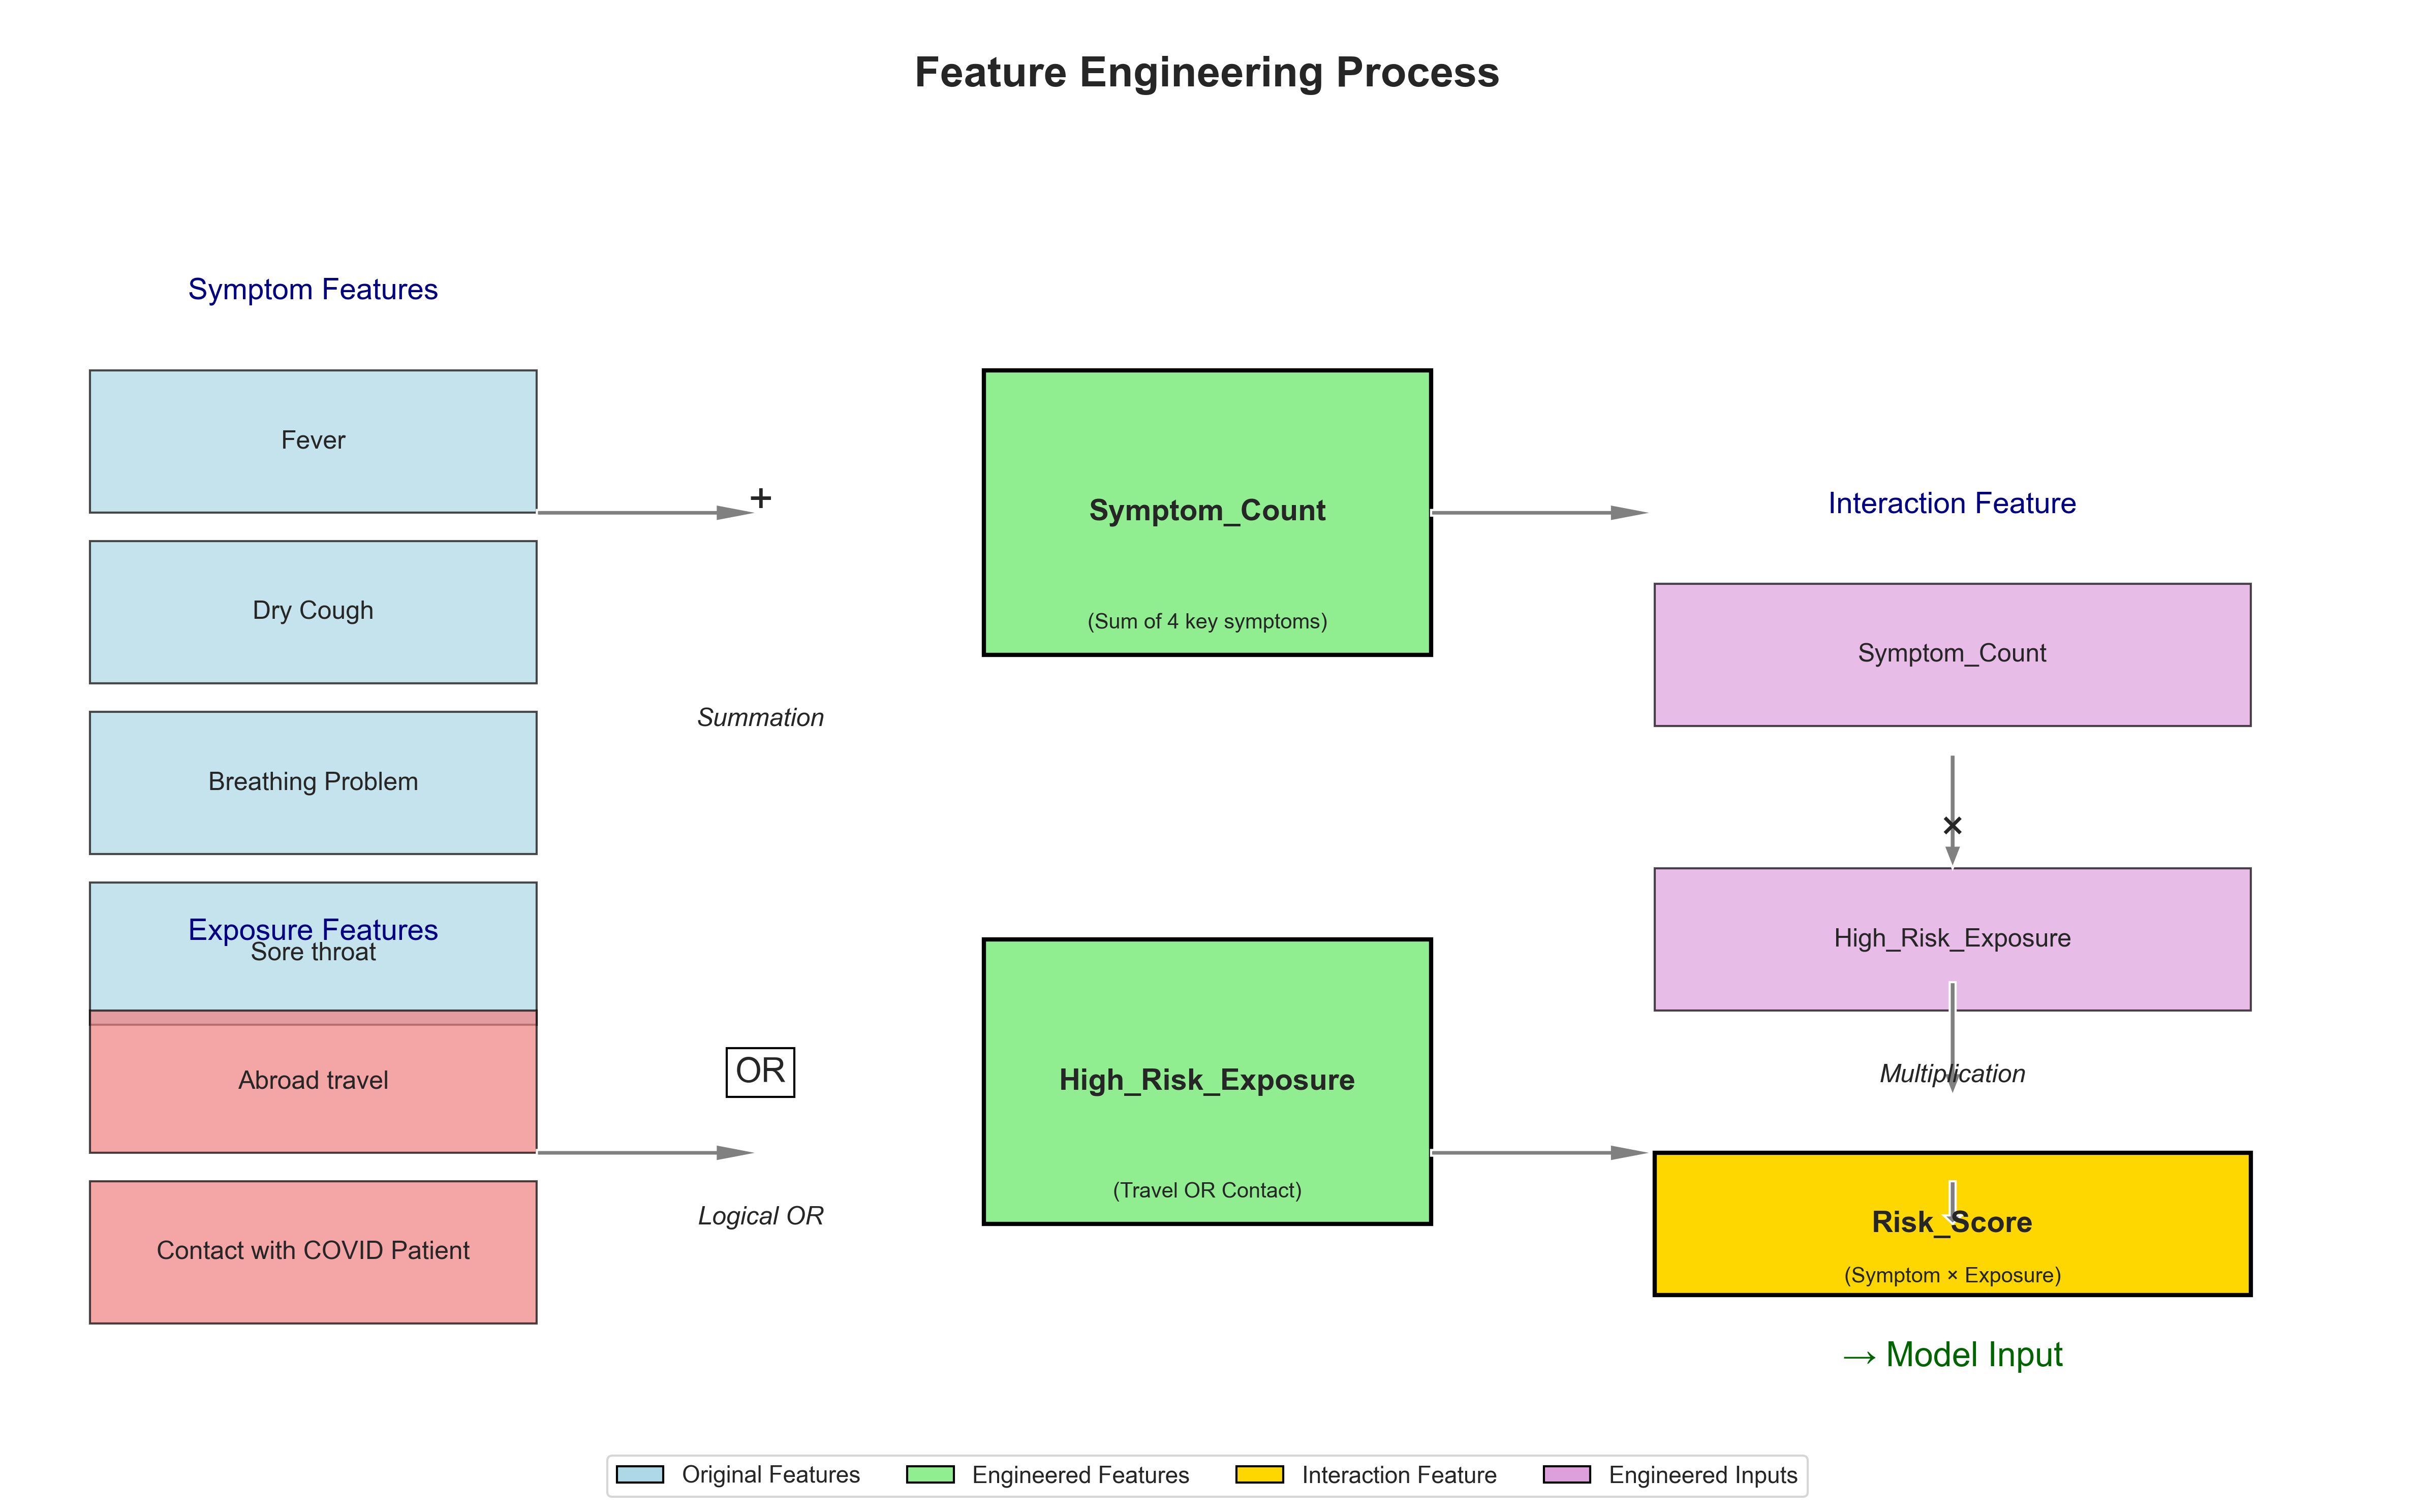 Feature Engineering Process
Symptom Features
Fever
Dry Cough
Breathing Problem
Exposure Features
Sore throat
Abroad travel
Contact with COVID Patient
+
Summation
OR
Logical OR
Symptom_Count
(Sum of 4 key symptoms)
High_Risk_Exposure
(Travel OR Contact)
Interaction Feature
Symptom_Count
×
High_Risk_Exposure
Multiplication
Risk_Score
(Symptom × Exposure)
→ Model Input
Original Features
Engineered Features
Interaction Feature
Engineered Inputs